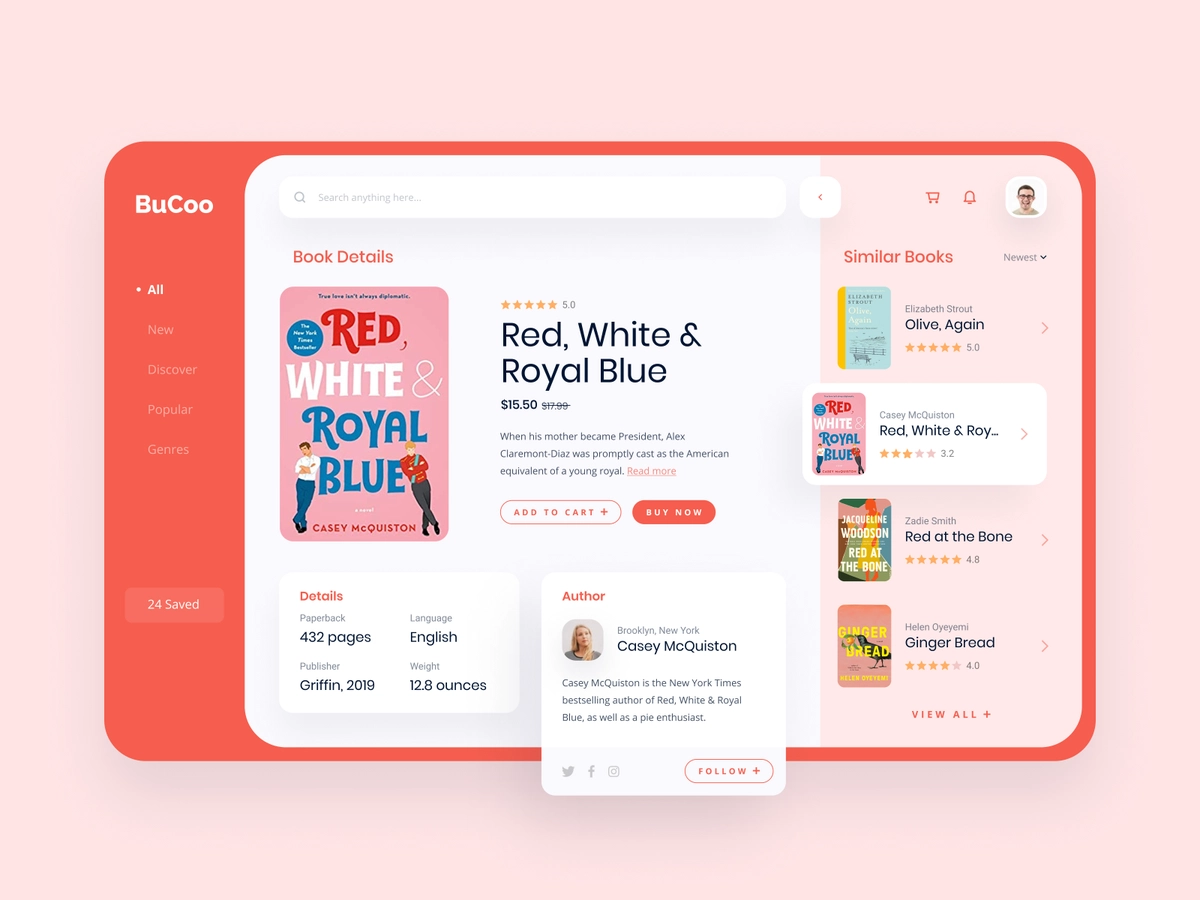 BuCoo
All
New
Discover
Popular
Genres
24 Saved
Search anything here...
Book Details
True love isn't always diplomatic.
The
New York
Times
Bestseller
RED,
WHITE &
ROYAL
BLUE
a novel
CASEY McQUISTON
5.0
Red, White &
Royal Blue
$15.50 $17.99
When his mother became President, Alex
Claremont-Diaz was promptly cast as the American
equivalent of a young royal. Read more
ADD TO CART +
BUY NOW
Details
Paperback
432 pages
Language
English
Publisher
Griffin, 2019
Weight
12.8 ounces
Author
Brooklyn, New York
Casey McQuiston
Casey McQuiston is the New York Times
bestselling author of Red, White & Royal
Blue, as well as a pie enthusiast.
FOLLOW +
Similar Books
Newest
ELIZABETH
STROUT
Olive,
Again
Elizabeth Strout
Olive, Again
5.0
RED,
WHITE &
ROYAL
BLUE
CASEY McQUISTON
Casey McQuiston
Red, White & Roy...
3.2
JACQUELINE
WOODSON
RED AT
THE BONE
Zadie Smith
Red at the Bone
4.8
GINGER
BREAD
HELEN OYEYEMI
Helen Oyeyemi
Ginger Bread
4.0
VIEW ALL +